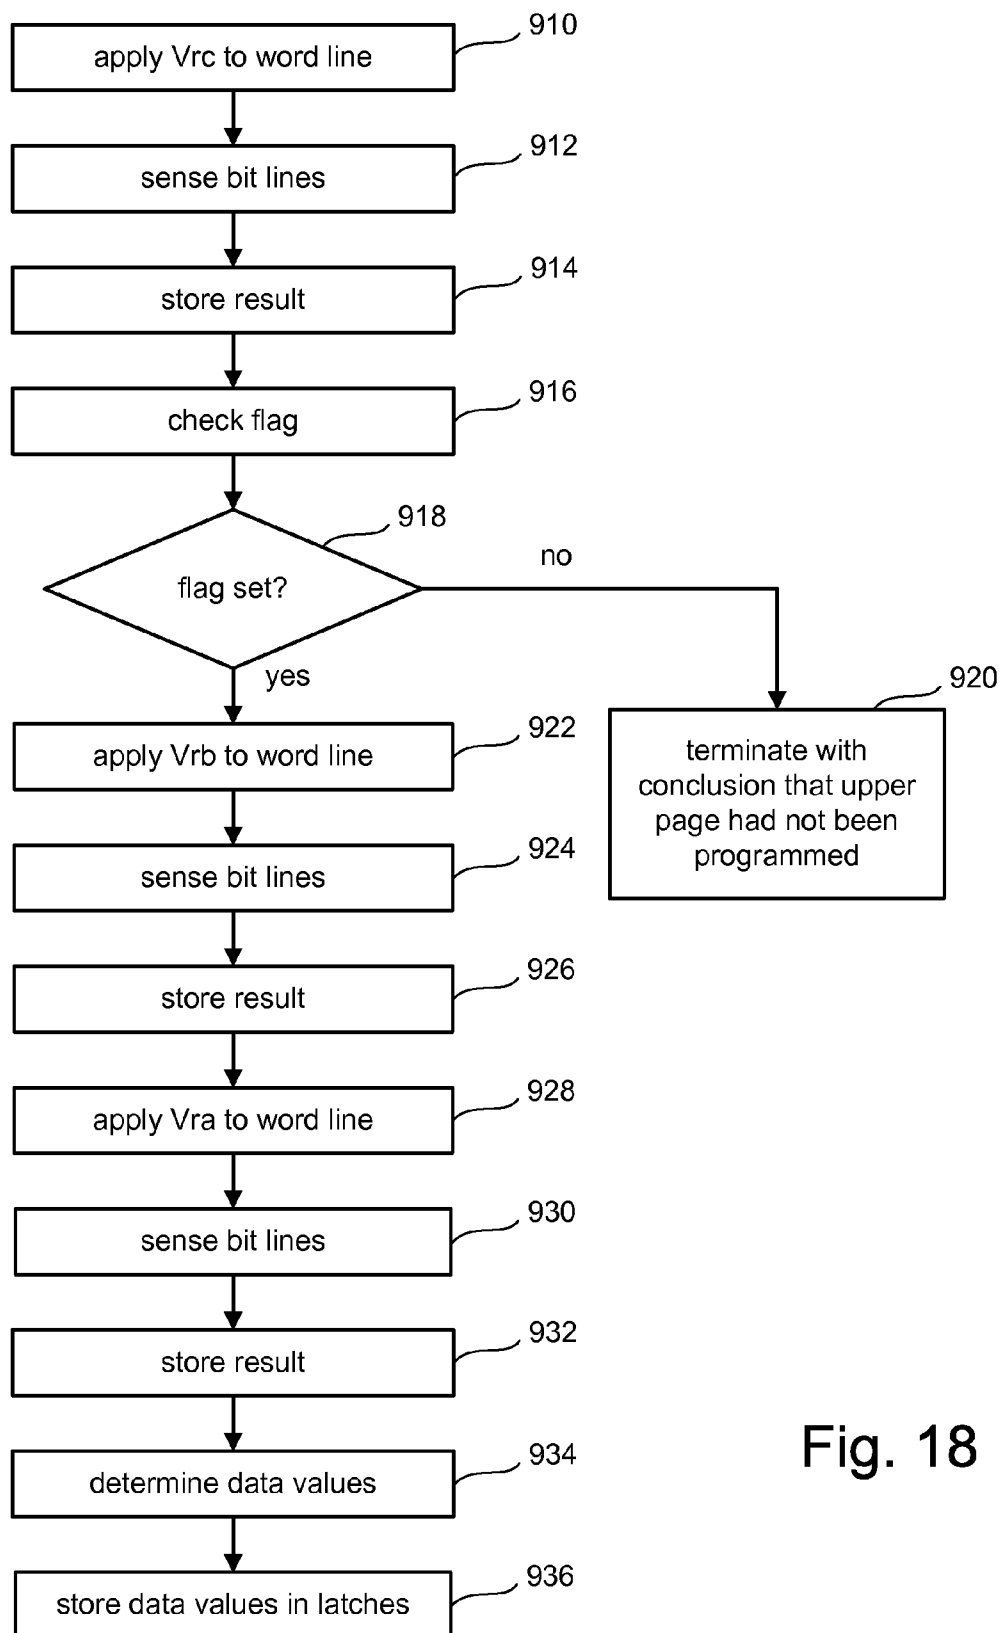 910
apply Vrc to word line
912
sense bit lines
914
store result
916
check flag
918
flag set?
no
yes
920
terminate with
conclusion that upper
page had not been
programmed
922
apply Vrb to word line
924
sense bit lines
926
store result
928
apply Vra to word line
930
sense bit lines
932
store result
934
determine data values
936
store data values in latches
Fig. 18